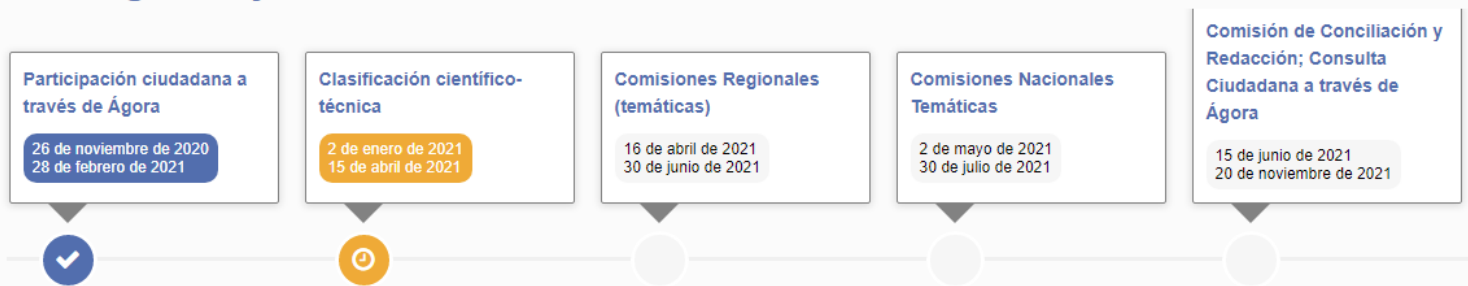 Participación ciudadana a
través de Ágora
26 de noviembre de 2020
28 de febrero de 2021
Clasificación científico-
técnica
2 de enero de 2021
15 de abril de 2021
Comisiones Regionales
(temáticas)
16 de abril de 2021
30 de junio de 2021
Comisiones Nacionales
Temáticas
2 de mayo de 2021
30 de julio de 2021
Comisión de Conciliación y
Redacción; Consulta
Ciudadana a través de
Ágora
15 de junio de 2021
20 de noviembre de 2021